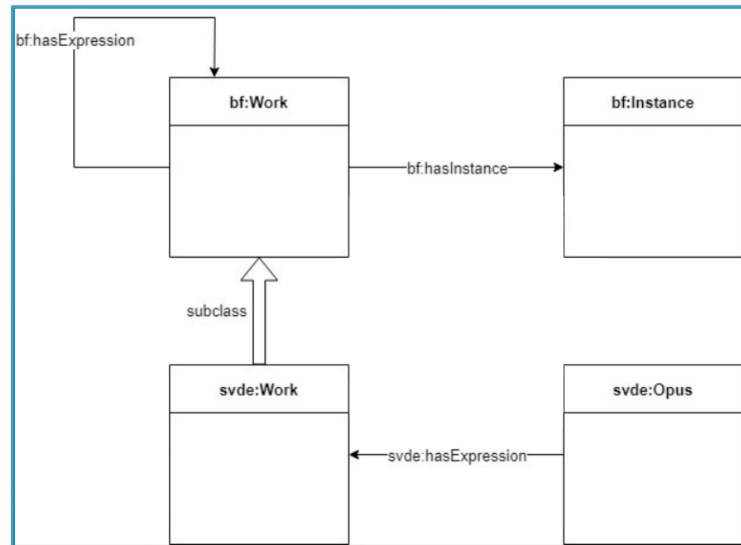 bf:hasExpression
bf:Work
bf:Instance
bf:hasInstance
subclass
svde:Work
svde:Opus
svde:hasExpression